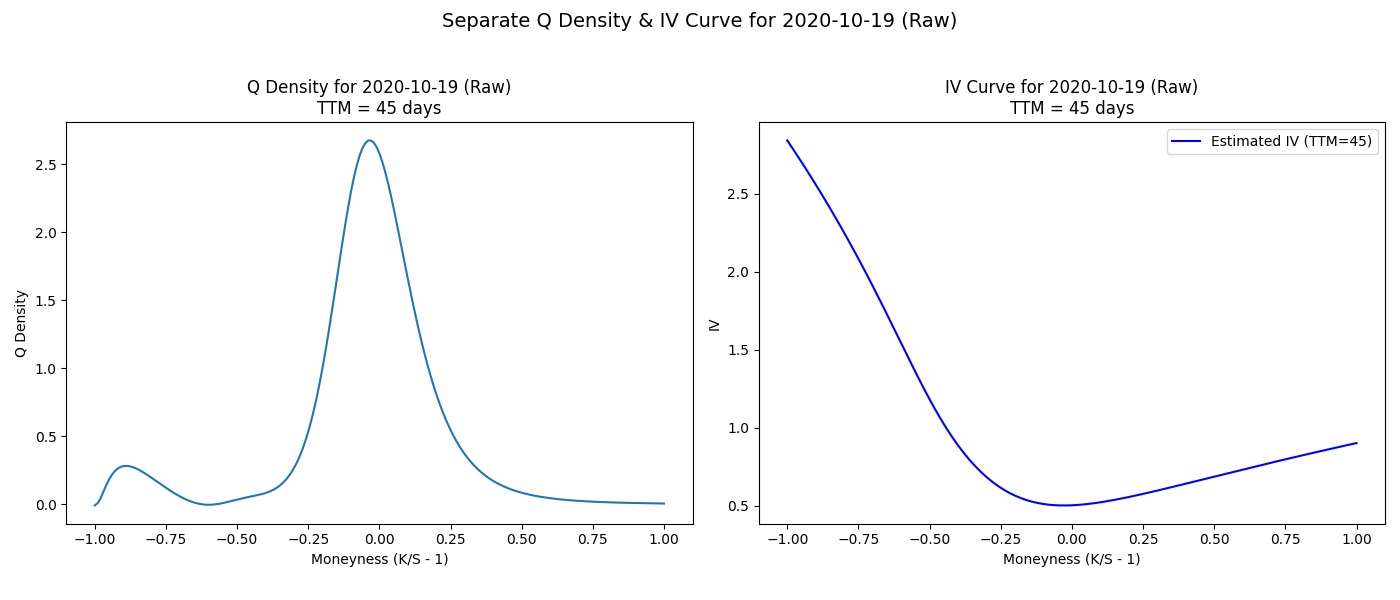 Separate Q Density & IV Curve for 2020-10-19 (Raw)
Q Density for 2020-10-19 (Raw)
TTM = 45 days
Q Density
2.5
2.0
1.5
1.0
0.5
0.0
−1.00 −0.75 −0.50 −0.25 0.00 0.25 0.50 0.75 1.00
Moneyness (K/S - 1)
IV Curve for 2020-10-19 (Raw)
TTM = 45 days
Estimated IV (TTM=45)
IV
2.5
2.0
1.5
1.0
0.5
−1.00 −0.75 −0.50 −0.25 0.00 0.25 0.50 0.75 1.00
Moneyness (K/S - 1)